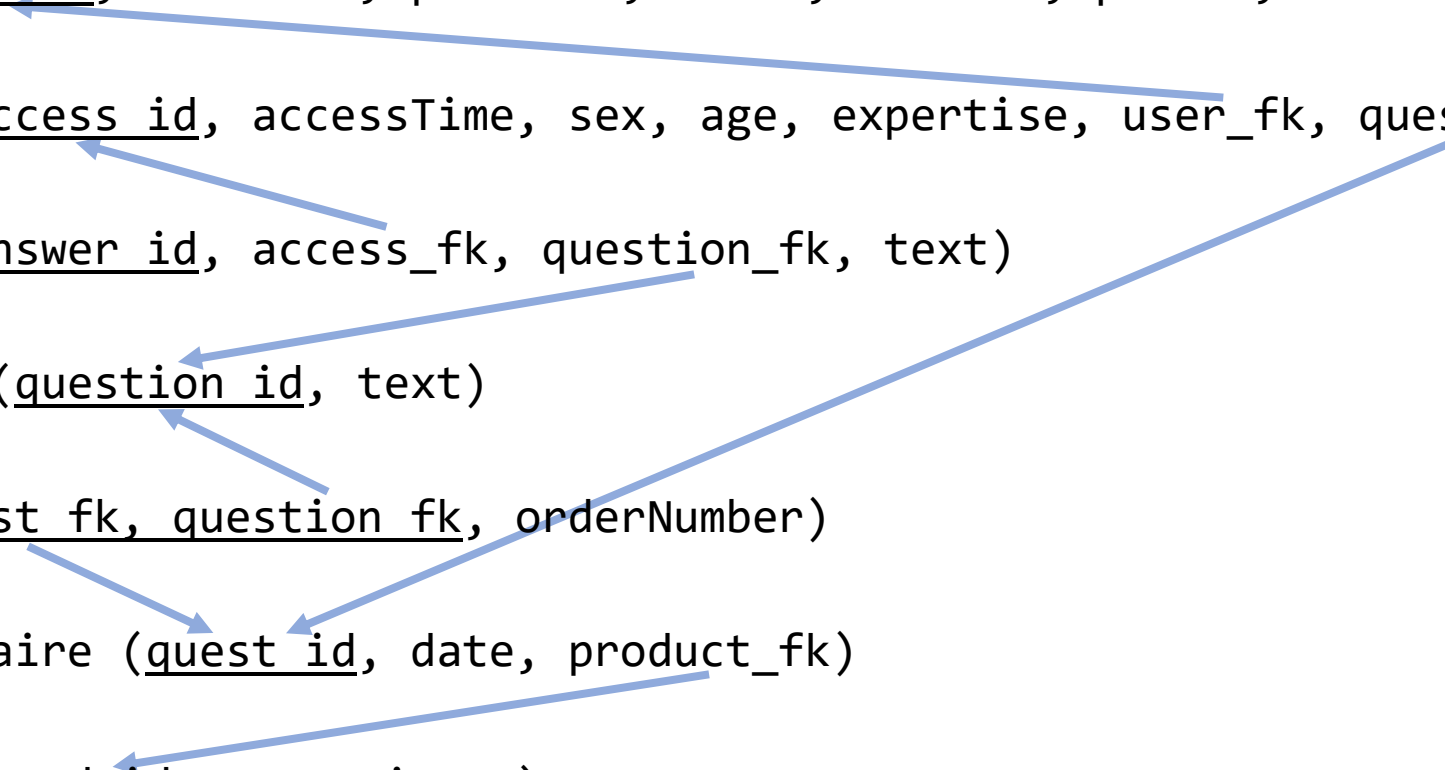 ccess_id, accessTime, sex, age, expertise, user_fk, ques
nswer_id, access_fk, question_fk, text)
(question_id, text)
st_fk, question_fk, orderNumber)
aire (quest_id, date, product_fk)